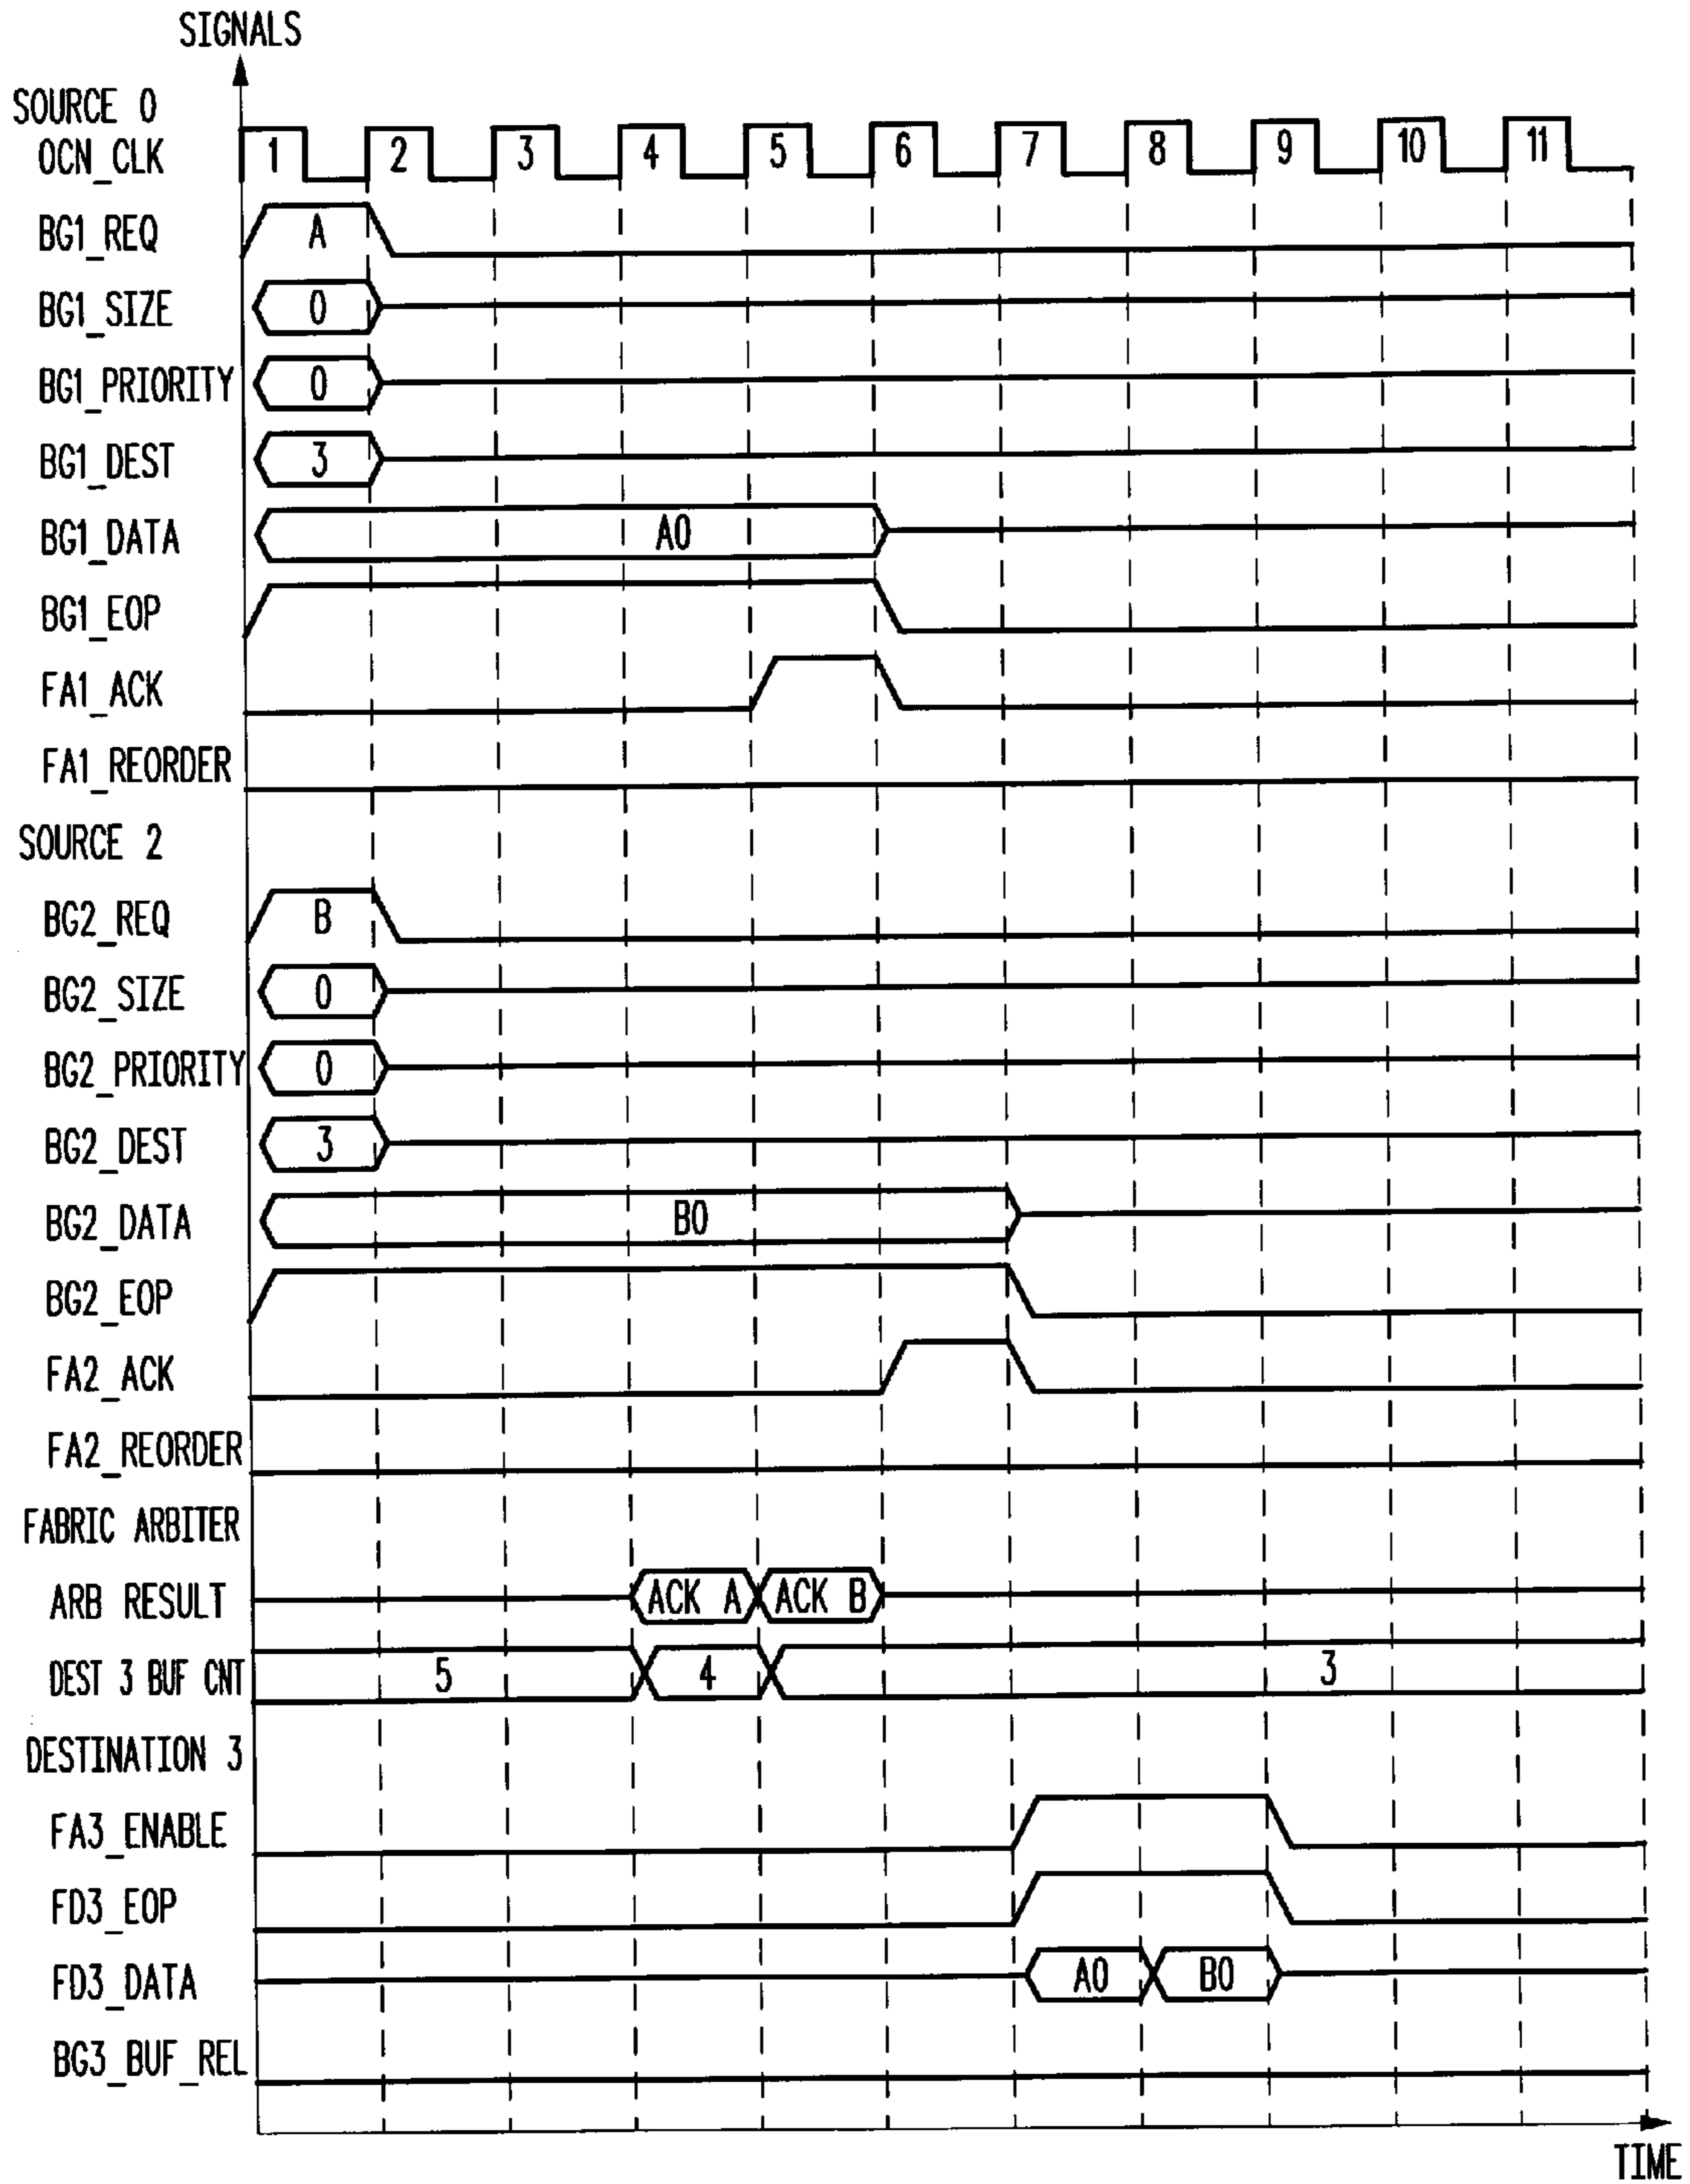 SIGNALS
SOURCE 0
OCN_CLK 1 2 3 4 5 6 7 8 9 10 11
BG1_REQ A
BG1_SIZE 0
BG1_PRIORITY 0
BG1_DEST 3
BG1_DATA A0
BG1_EOP
FA1_ACK
FA1_REORDER
SOURCE 2
BG2_REQ B
BG2_SIZE 0
BG2_PRIORITY 0
BG2_DEST 3
BG2_DATA B0
BG2_EOP
FA2_ACK
FA2_REORDER
FABRIC ARBITER
ARB RESULT ACK A ACK B
DEST 3 BUF CNT 5 4 3
DESTINATION 3
FA3_ENABLE
FD3_EOP
FD3_DATA A0 B0
BG3_BUF_REL
TIME